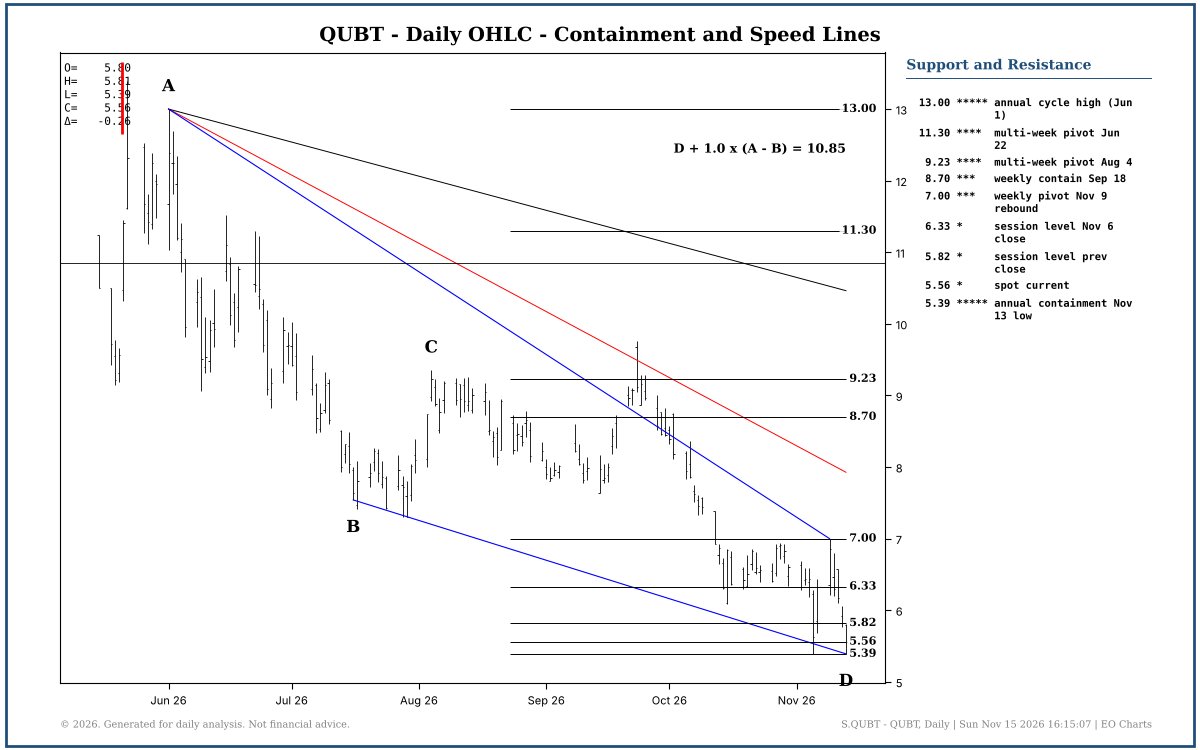 QUBT - Daily OHLC - Containment and Speed Lines
O= 5.80
H= 5.81
L= 5.39
C= 5.56
Δ= -0.26
A
B
C
D
13.00
D + 1.0 x (A - B) = 10.85
11.30
9.23
8.70
7.00
6.33
5.82
5.56
5.39
13
12
11
10
9
8
7
6
5
Jun 26
Jul 26
Aug 26
Sep 26
Oct 26
Nov 26
Support and Resistance
13.00 ***** annual cycle high (Jun
1)
11.30 **** multi-week pivot Jun
22
9.23 **** multi-week pivot Aug 4
8.70 *** weekly contain Sep 18
7.00 *** weekly pivot Nov 9
rebound
6.33 * session level Nov 6
close
5.82 * session level prev
close
5.56 * spot current
5.39 ***** annual containment Nov
13 low
© 2026. Generated for daily analysis. Not financial advice.
S.QUBT - QUBT, Daily | Sun Nov 15 2026 16:15:07 | EO Charts